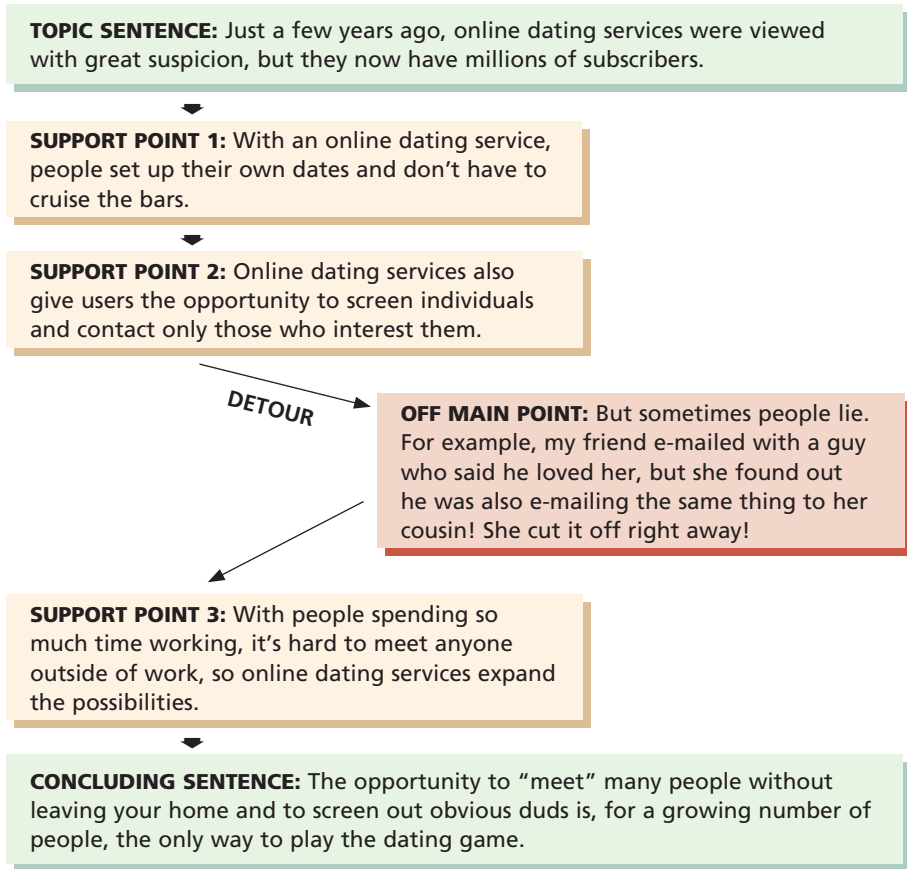 TOPIC SENTENCE: Just a few years ago, online dating services were viewed
with great suspicion, but they now have millions of subscribers.
SUPPORT POINT 1: With an online dating service,
people set up their own dates and don’t have to
cruise the bars.
SUPPORT POINT 2: Online dating services also
give users the opportunity to screen individuals
and contact only those who interest them.
DETOUR
OFF MAIN POINT: But sometimes people lie.
For example, my friend e-mailed with a guy
who said he loved her, but she found out
he was also e-mailing the same thing to her
cousin! She cut it off right away!
SUPPORT POINT 3: With people spending so
much time working, it’s hard to meet anyone
outside of work, so online dating services expand
the possibilities.
CONCLUDING SENTENCE: The opportunity to “meet” many people without
leaving your home and to screen out obvious duds is, for a growing number of
people, the only way to play the dating game.